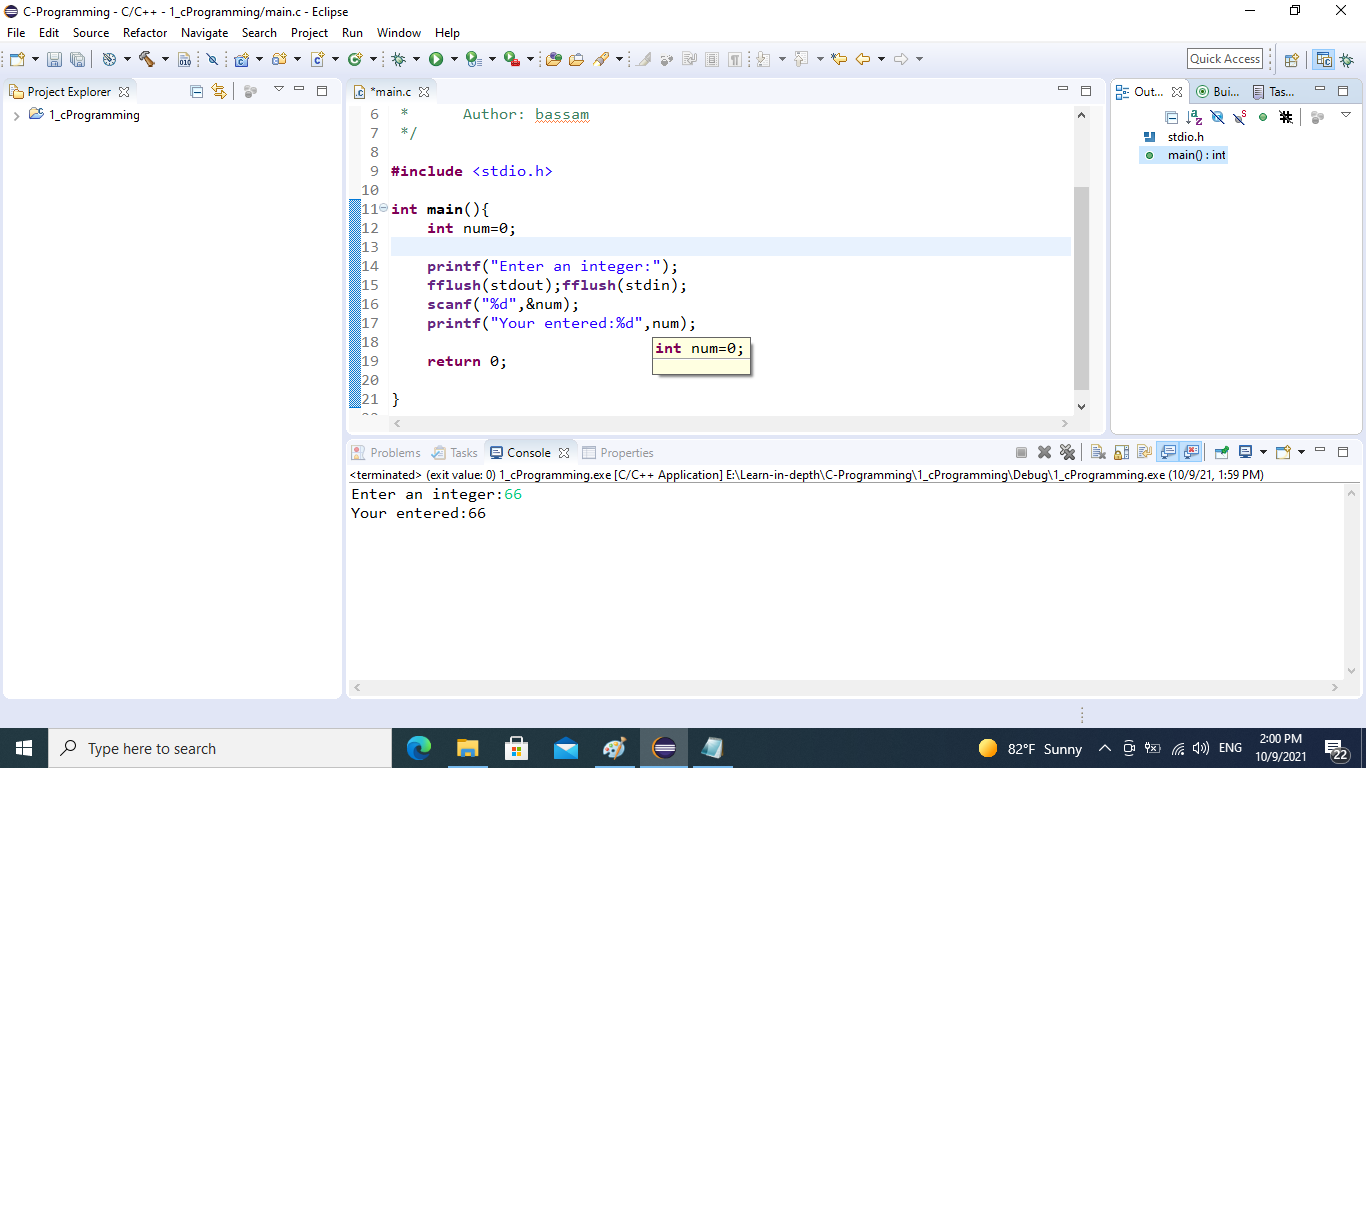 C-Programming - C/C++ - 1_cProgramming/main.c - Eclipse
File Edit Source Refactor Navigate Search Project Run Window Help
Quick Access
Project Explorer
1_cProgramming
*main.c
6 * Author: bassam
7 */
8
9 #include <stdio.h>
10
11 int main(){
12 int num=0;
13
14 printf("Enter an integer:");
15 fflush(stdout);fflush(stdin);
16 scanf("%d",&num);
17 printf("Your entered:%d",num);
18
int num=0;
19 return 0;
20
21 }
Out... Bui... Tas...
stdio.h
main() : int
Problems Tasks Console Properties
<terminated> (exit value: 0) 1_cProgramming.exe [C/C++ Application] E:\Learn-in-depth\C-Programming\1_cProgramming\Debug\1_cProgramming.exe (10/9/21, 1:59 PM)
Enter an integer:66
Your entered:66
Type here to search
82°F Sunny
ENG
2:00 PM
10/9/2021
22